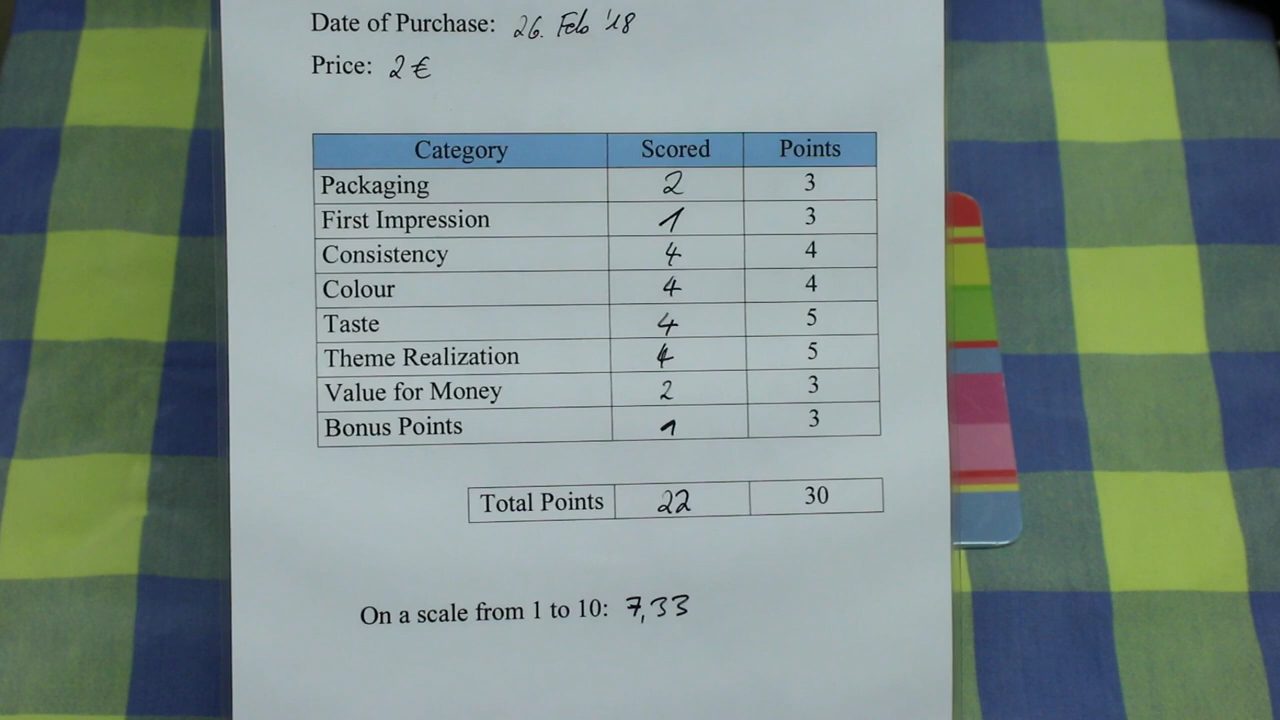 Date of Purchase: 26. Feb '18
Price: 2 €
Category Scored Points
Packaging 2 3
First Impression 1 3
Consistency 4 4
Colour 4 4
Taste 4 5
Theme Realization 4 5
Value for Money 2 3
Bonus Points 1 3
Total Points 22 30
On a scale from 1 to 10: 7,33